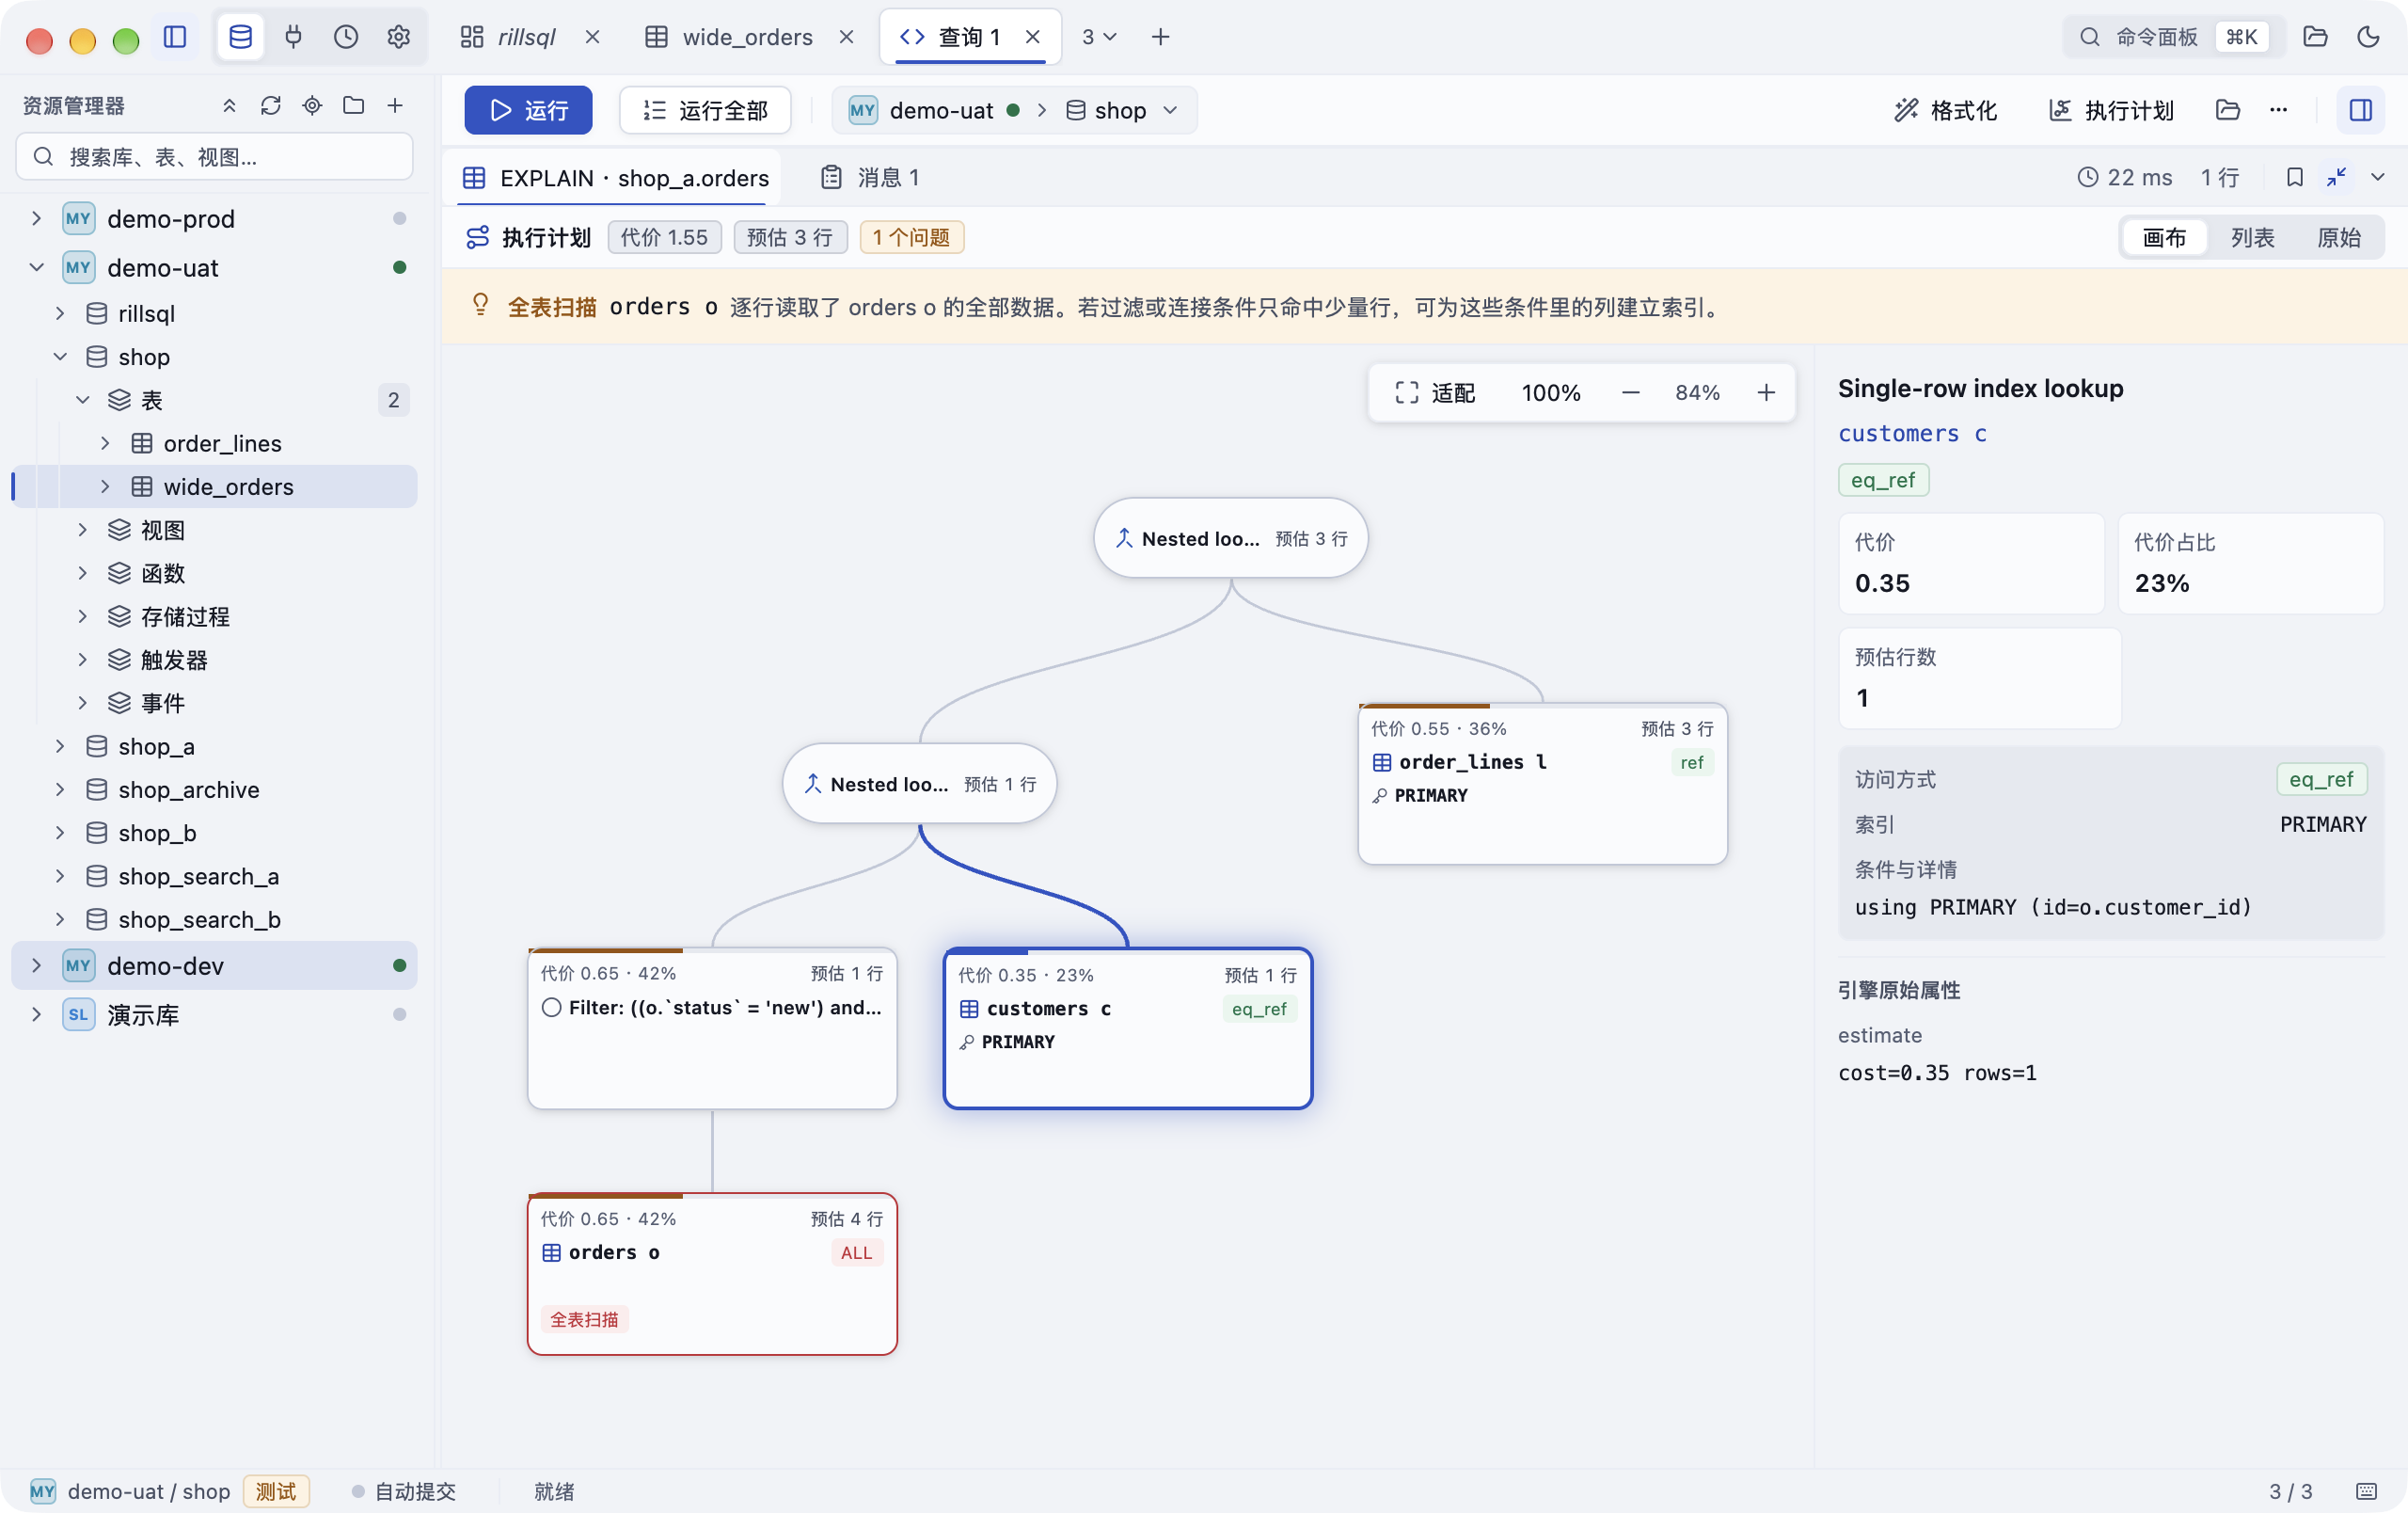 rillsql
wide_orders
查询 1
3
命令面板
⌘K
资源管理器
搜索库、表、视图...
MY demo-prod
MY demo-uat
rillsql
shop
表 2
order_lines
wide_orders
视图
函数
存储过程
触发器
事件
shop_a
shop_archive
shop_b
shop_search_a
shop_search_b
MY demo-dev
SL 演示库
运行
运行全部
MY demo-uat
shop
格式化
执行计划
EXPLAIN · shop_a.orders
消息 1
22 ms
1 行
执行计划
代价 1.55
预估 3 行
1 个问题
画布
列表
原始
全表扫描 orders o 逐行读取了 orders o 的全部数据。若过滤或连接条件只命中少量行，可为这些条件里的列建立索引。
适配
100%
84%
Nested loo... 预估 3 行
代价 0.55 · 36% 预估 3 行
order_lines l ref
PRIMARY
Nested loo... 预估 1 行
代价 0.65 · 42% 预估 1 行
Filter: ((o.`status` = 'new') and...
代价 0.35 · 23% 预估 1 行
customers c eq_ref
PRIMARY
代价 0.65 · 42% 预估 4 行
orders o ALL
全表扫描
Single-row index lookup
customers c
eq_ref
代价
0.35
代价占比
23%
预估行数
1
访问方式 eq_ref
索引 PRIMARY
条件与详情
using PRIMARY (id=o.customer_id)
引擎原始属性
estimate
cost=0.35 rows=1
MY demo-uat / shop 测试
自动提交
就绪
3 / 3